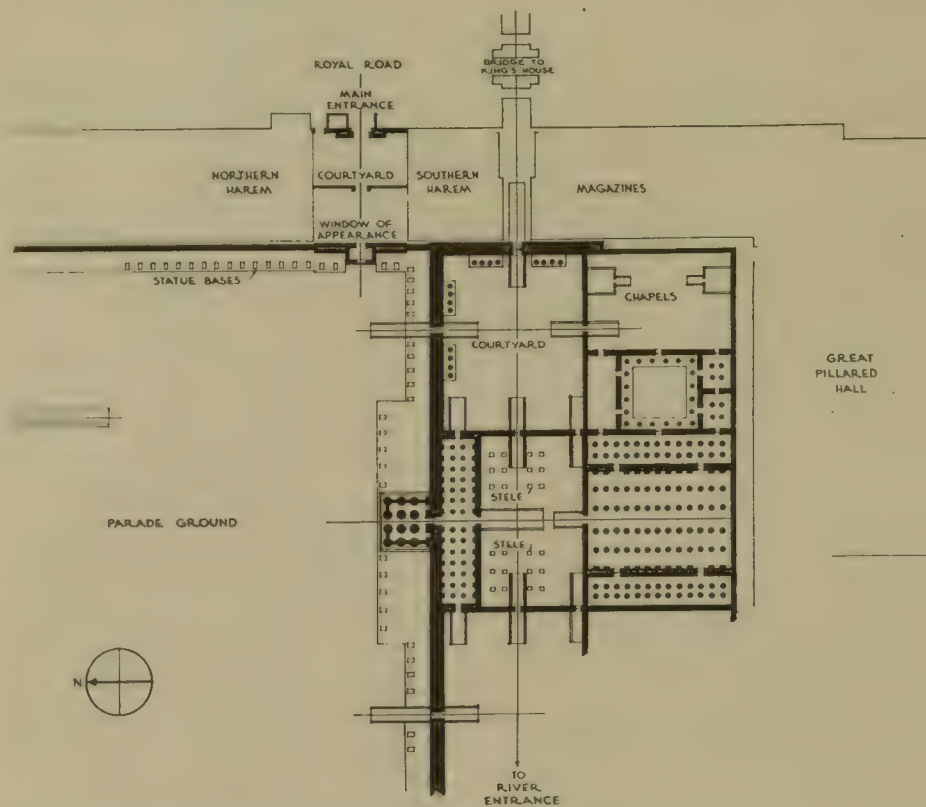 BRIDGE TO
KING'S HOUSE
ROYAL ROAD
MAIN
ENTRANCE
NORTHERN
HAREM
COURTYARD
SOUTHERN
HAREM
MAGAZINES
WINDOW OF
APPEARANCE
STATUE BASES
CHAPELS
COURTYARD
GREAT
PILLARED
HALL
STELE
PARADE GROUND
STELE
N
TO
RIVER
ENTRANCE